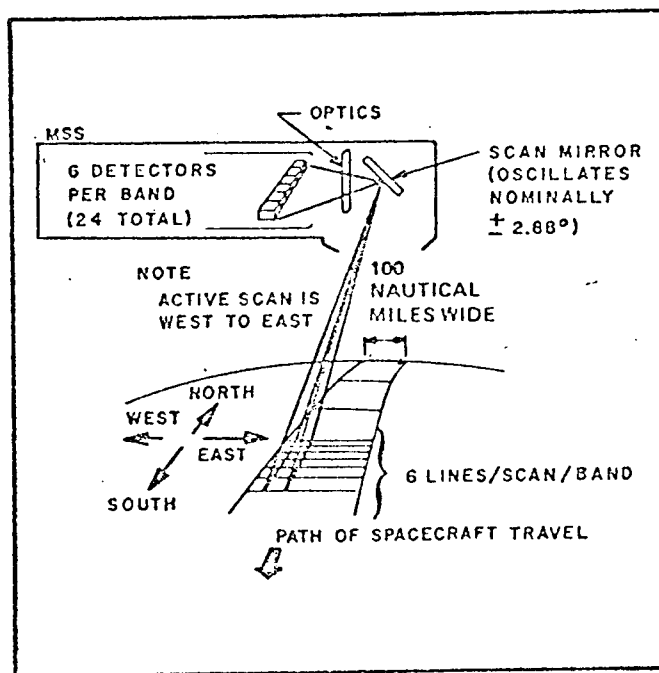 OPTICS
MSS
6 DETECTORS
PER BAND
(24 TOTAL)
SCAN MIRROR
(OSCILLATES
NOMINALLY
± 2.88°)
NOTE
ACTIVE SCAN IS
WEST TO EAST
100
NAUTICAL
MILES WIDE
NORTH
WEST
EAST
SOUTH
6 LINES/SCAN/BAND
PATH OF SPACECRAFT TRAVEL